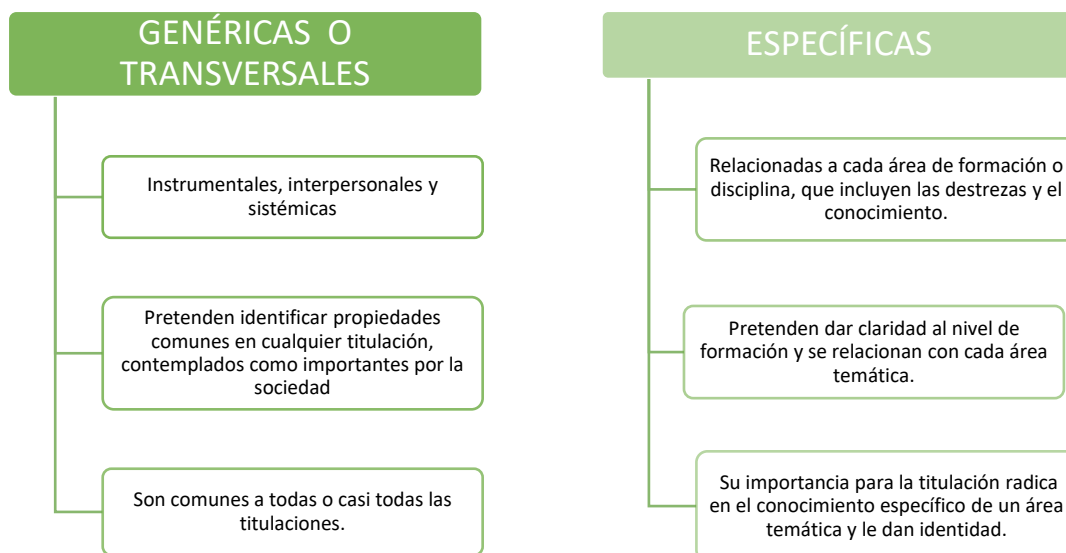 GENÉRICAS O
TRANSVERSALES
Instrumentales, interpersonales y
sistémicas
Pretenden identificar propiedades
comunes en cualquier titulación,
contemplados como importantes por la
sociedad
Son comunes a todas o casi todas las
titulaciones.
ESPECÍFICAS
Relacionadas a cada área de formación o
disciplina, que incluyen las destrezas y el
conocimiento.
Pretenden dar claridad al nivel de
formación y se relacionan con cada área
temática.
Su importancia para la titulación radica
en el conocimiento específico de un área
temática y le dan identidad.